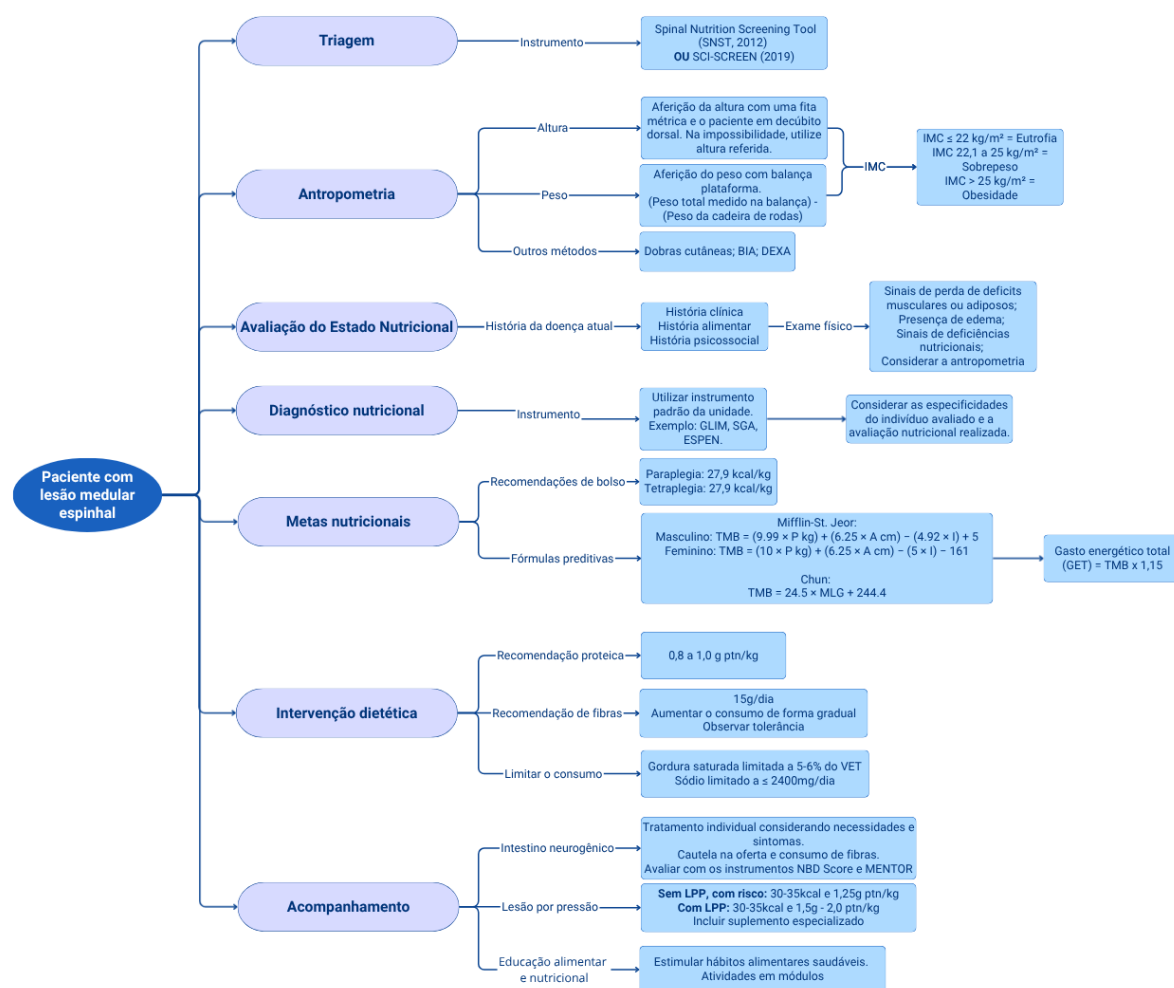 Paciente com
lesão medular
espinhal
Triagem
Instrumento
Spinal Nutrition Screening Tool
(SNST, 2012)
OU SCI-SCREEN (2019)
Antropometria
Altura
Aferição da altura com uma fita
métrica e o paciente em decúbito
dorsal. Na impossibilidade, utilize
altura referida.
Peso
Aferição do peso com balança
plataforma.
(Peso total medido na balança) -
(Peso da cadeira de rodas)
IMC
IMC ≤ 22 kg/m² = Eutrofia
IMC 22,1 a 25 kg/m² =
Sobrepeso
IMC > 25 kg/m² =
Obesidade
Outros métodos
Dobras cutâneas; BIA; DEXA
Avaliação do Estado Nutricional
História da doença atual
História clínica
História alimentar
História psicossocial
Exame físico
Sinais de perda de deficits
musculares ou adiposos;
Presença de edema;
Sinais de deficiências
nutricionais;
Considerar a antropometria
Diagnóstico nutricional
Instrumento
Utilizar instrumento
padrão da unidade.
Exemplo: GLIM, SGA,
ESPEN.
Considerar as especificidades
do indivíduo avaliado e a
avaliação nutricional realizada.
Metas nutricionais
Recomendações de bolso
Paraplegia: 27,9 kcal/kg
Tetraplegia: 27,9 kcal/kg
Fórmulas preditivas
Mifflin-St. Jeor:
Masculino: TMB = (9.99 × P kg) + (6.25 × A cm) − (4.92 × I) + 5
Feminino: TMB = (10 × P kg) + (6.25 × A cm) − (5 × I) − 161
Chun:
TMB = 24.5 × MLG + 244.4
Gasto energético total
(GET) = TMB x 1,15
Intervenção dietética
Recomendação proteica
0,8 a 1,0 g ptn/kg
Recomendação de fibras
15g/dia
Aumentar o consumo de forma gradual
Observar tolerância
Limitar o consumo
Gordura saturada limitada a 5-6% do VET
Sódio limitado a ≤ 2400mg/dia
Acompanhamento
Intestino neurogênico
Tratamento individual considerando necessidades e
sintomas.
Cautela na oferta e consumo de fibras.
Avaliar com os instrumentos NBD Score e MENTOR
Lesão por pressão
Sem LPP, com risco: 30-35kcal e 1,25g ptn/kg
Com LPP: 30-35kcal e 1,5g - 2,0 ptn/kg
Incluir suplemento especializado
Educação alimentar
e nutricional
Estimular hábitos alimentares saudáveis.
Atividades em módulos